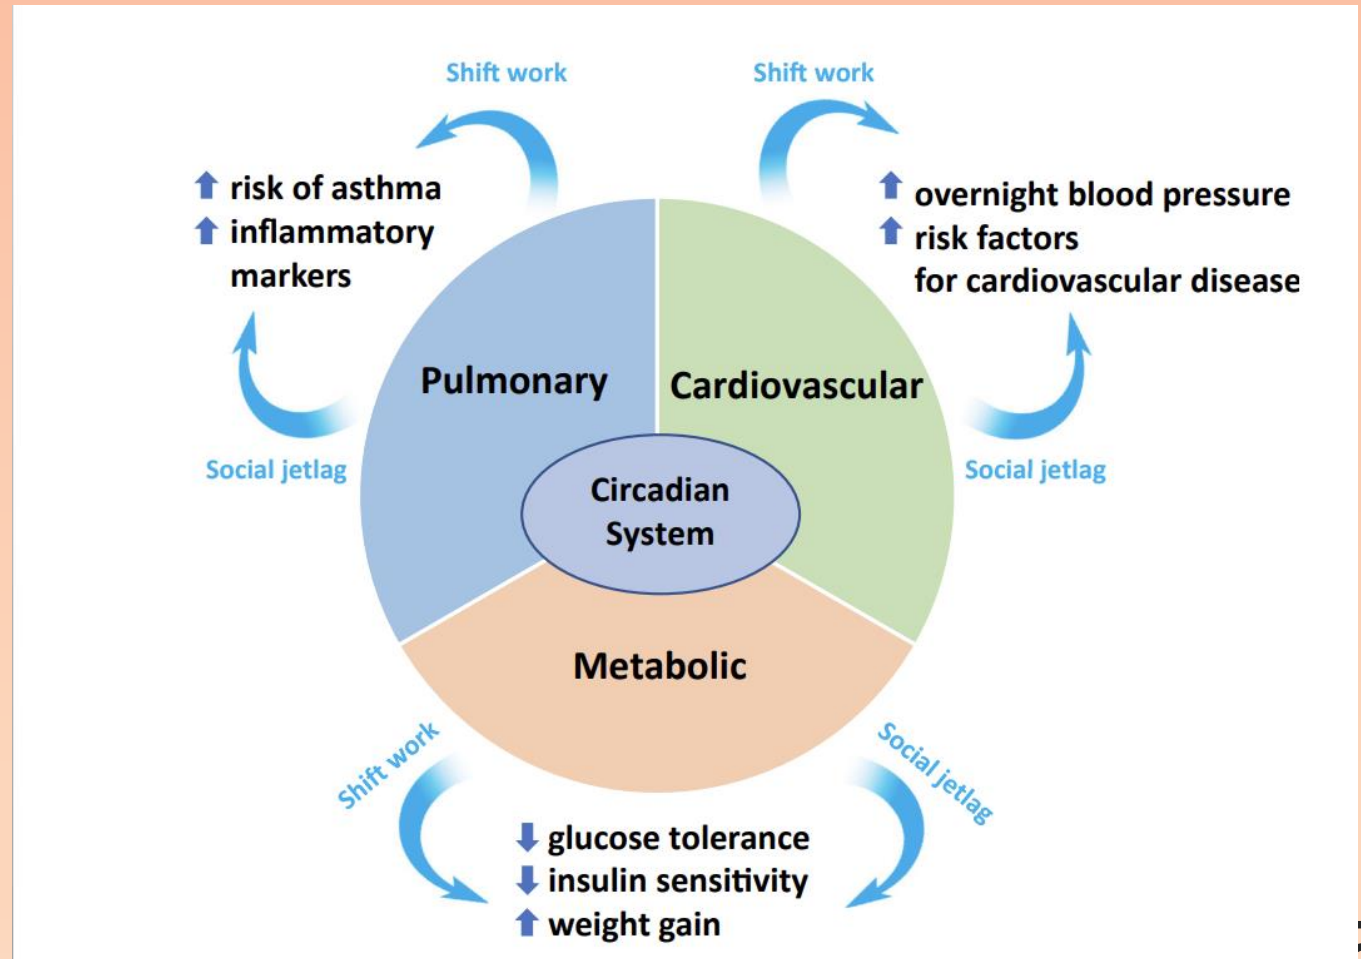 Shift work
Shift work
risk of asthma
inflammatory
markers
overnight blood pressure
risk factors
for cardiovascular disease
Pulmonary
Cardiovascular
Social jetlag
Social jetlag
Circadian
System
Metabolic
Shift work
Social jetlag
glucose tolerance
insulin sensitivity
weight gain